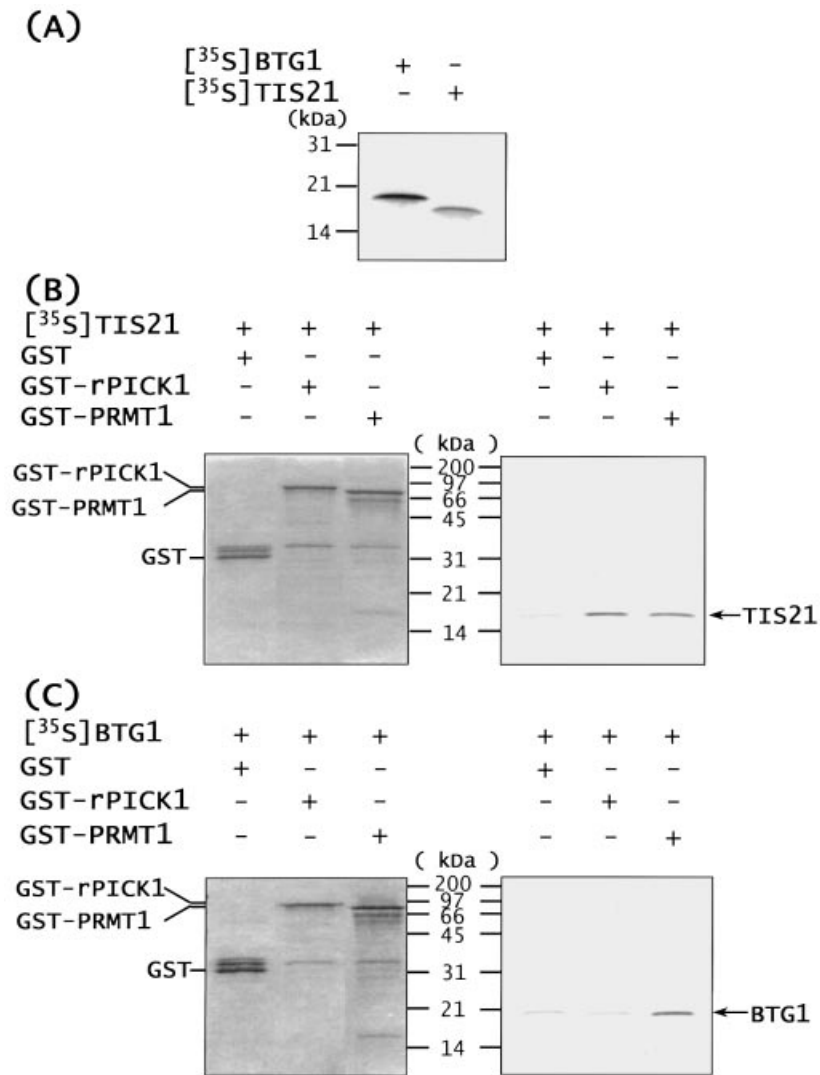 (A)
[³⁵S]BTG1 + −
[³⁵S]TIS21 − +
(kDa)
31
21
14
(B)
[³⁵S]TIS21 + + + + + +
GST + − − + − −
GST-rPICK1 − + − − + −
GST-PRMT1 − − + − − +
( kDa )
GST-rPICK1
GST-PRMT1
GST
200
97
66
45
31
21
14
TIS21
(C)
[³⁵S]BTG1 + + + + + +
GST + − − + − −
GST-rPICK1 − + − − + −
GST-PRMT1 − − + − − +
( kDa )
GST-rPICK1
GST-PRMT1
GST
200
97
66
45
31
21
14
BTG1